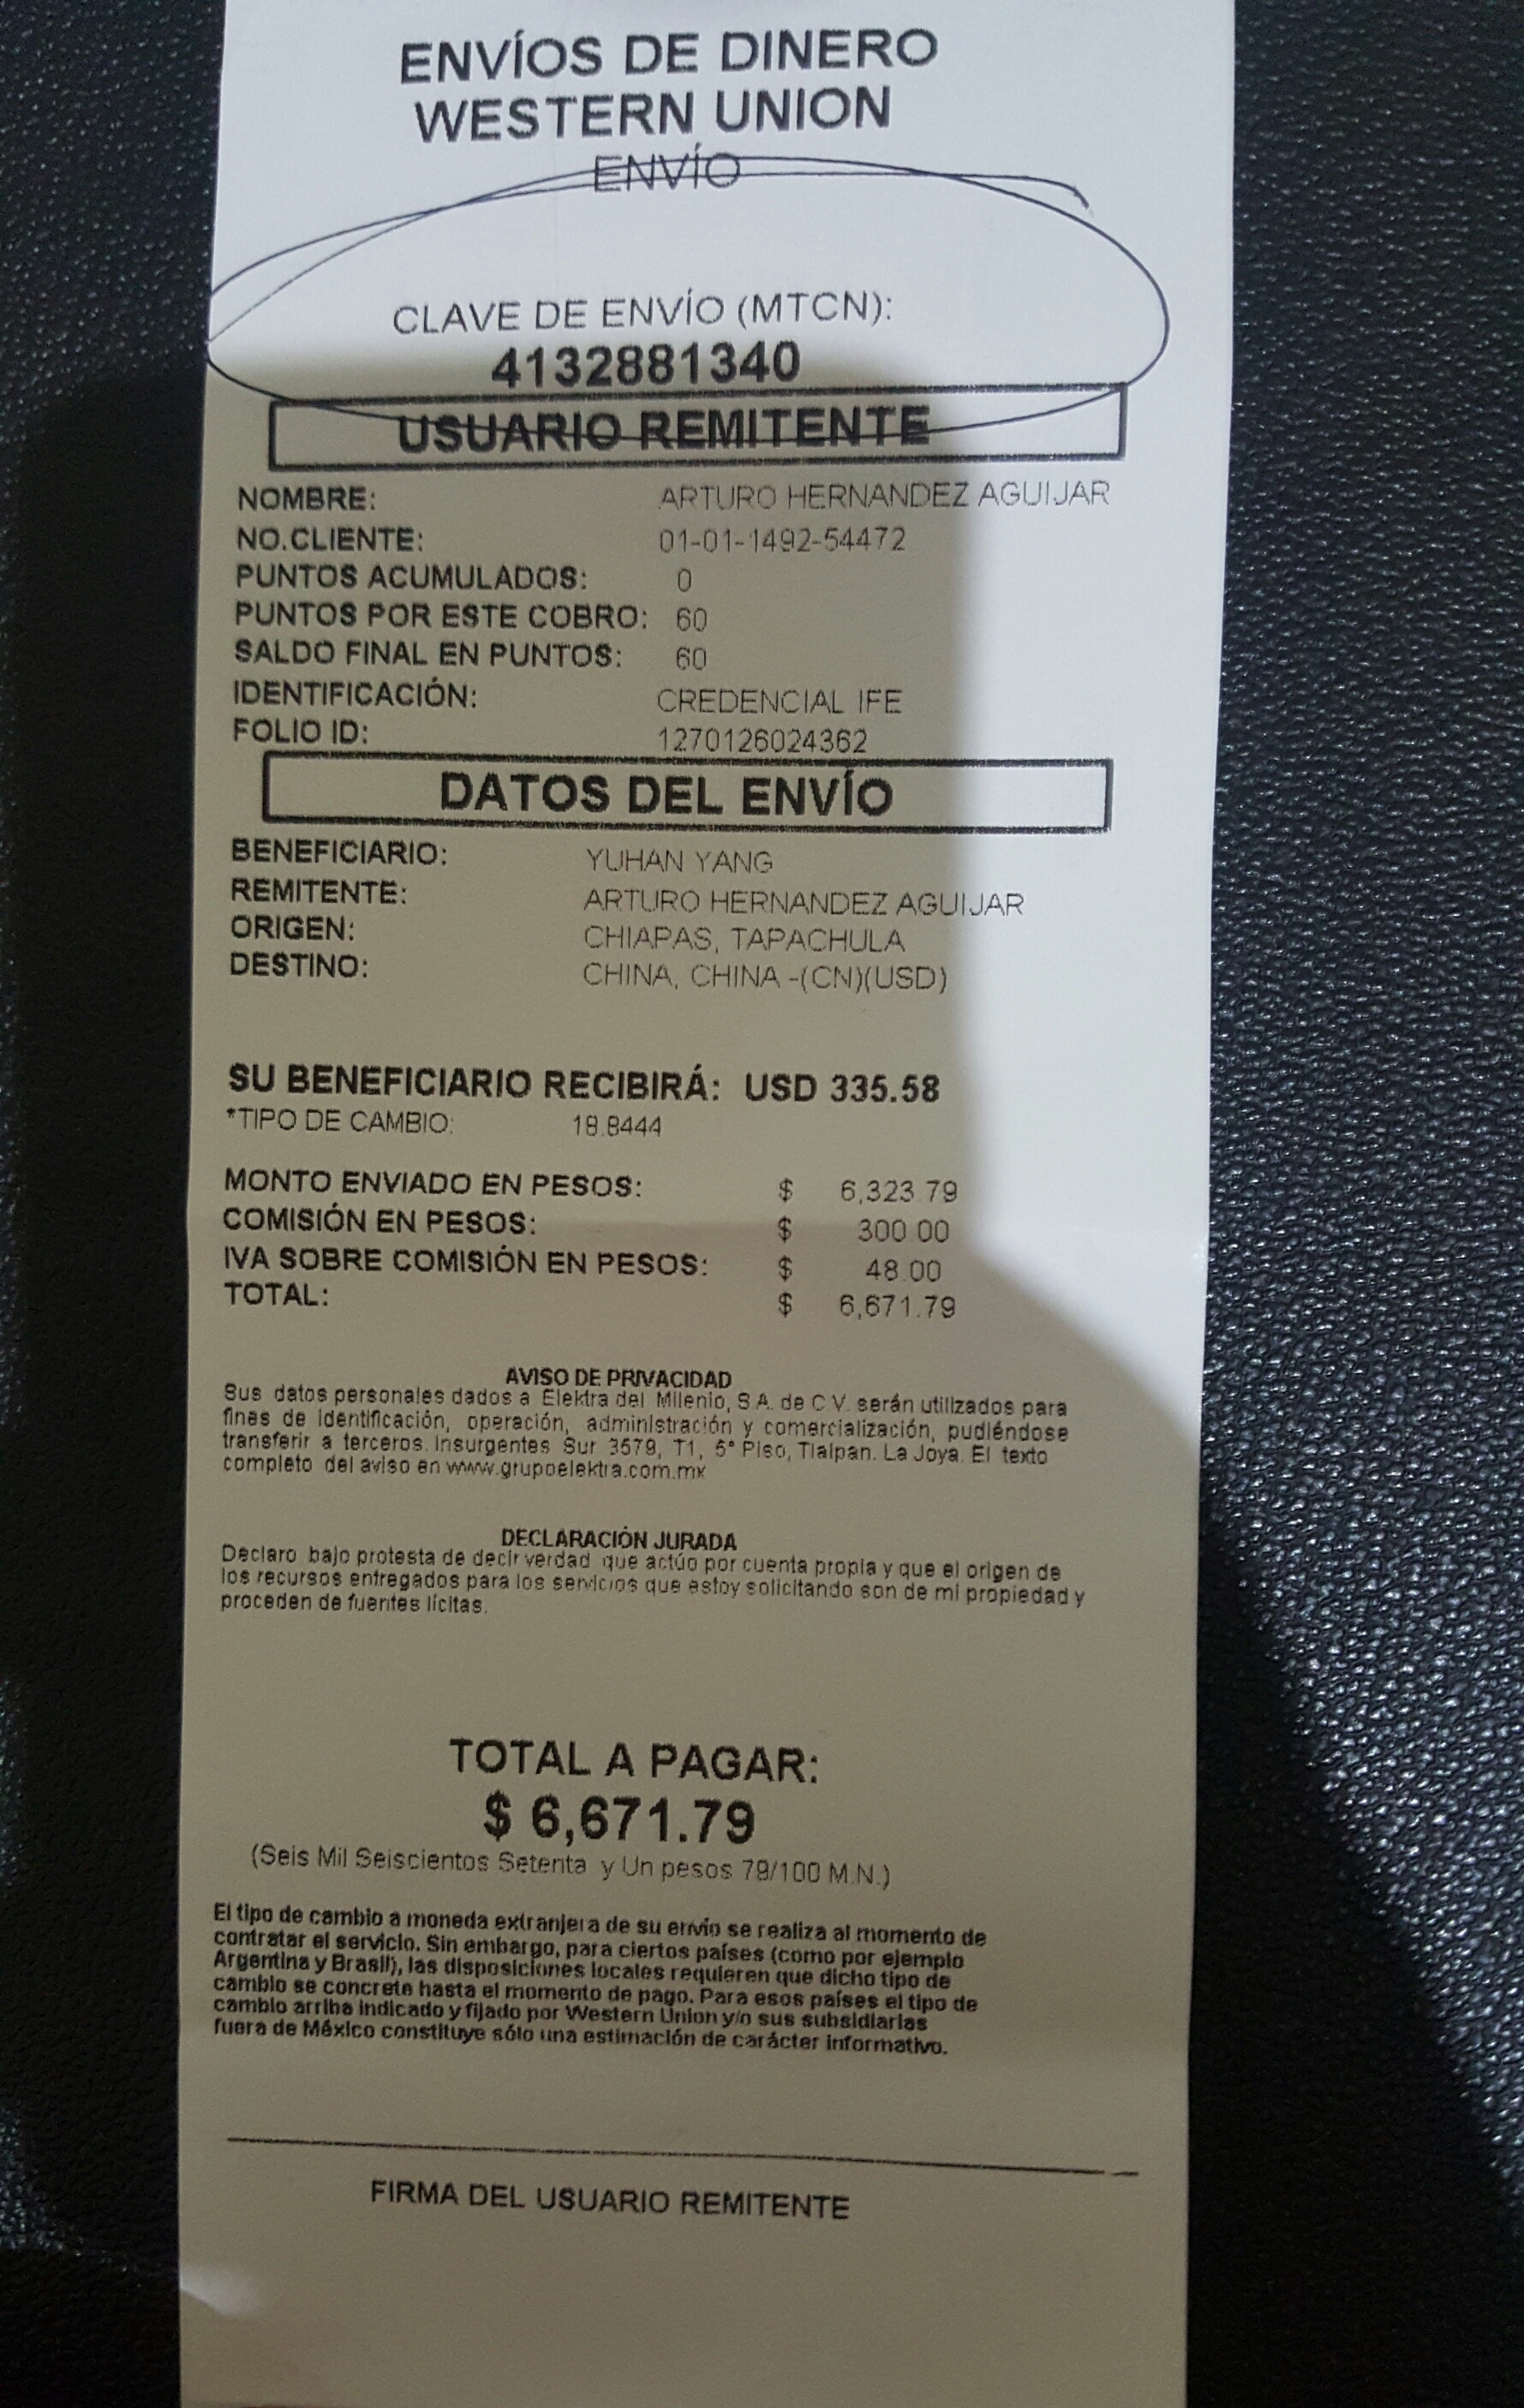 ENVÍOS DE DINERO
WESTERN UNION
ENVÍO
CLAVE DE ENVÍO (MTCN):
4132881340
USUARIO REMITENTE
NOMBRE: ARTURO HERNANDEZ AGUIJAR
NO.CLIENTE: 01-01-1492-54472
PUNTOS ACUMULADOS: 0
PUNTOS POR ESTE COBRO: 60
SALDO FINAL EN PUNTOS: 60
IDENTIFICACIÓN: CREDENCIAL IFE
FOLIO ID: 1270126024362
DATOS DEL ENVÍO
BENEFICIARIO: YUHAN YANG
REMITENTE: ARTURO HERNANDEZ AGUIJAR
ORIGEN: CHIAPAS, TAPACHULA
DESTINO: CHINA, CHINA -(CN)(USD)
SU BENEFICIARIO RECIBIRÁ: USD 335.58
*TIPO DE CAMBIO: 18.8444
MONTO ENVIADO EN PESOS: $ 6,323.79
COMISIÓN EN PESOS: $ 300.00
IVA SOBRE COMISIÓN EN PESOS: $ 48.00
TOTAL: $ 6,671.79
AVISO DE PRIVACIDAD
Sus datos personales dados a Elektra del Milenio, S.A. de C.V. serán utilizados para
fines de identificación, operación, administración y comercialización, pudiéndose
transferir a terceros. Insurgentes Sur 3579, T1, 5° Piso, Tlalpan. La Joya. El texto
completo del aviso en www.grupoelektra.com.mx
DECLARACIÓN JURADA
Declaro bajo protesta de decir verdad que actúo por cuenta propia y que el origen de
los recursos entregados para los servicios que estoy solicitando son de mi propiedad y
proceden de fuentes lícitas.
TOTAL A PAGAR:
$ 6,671.79
(Seis Mil Seiscientos Setenta y Un pesos 79/100 M.N.)
El tipo de cambio a moneda extranjera de su envío se realiza al momento de
contratar el servicio. Sin embargo, para ciertos países (como por ejemplo
Argentina y Brasil), las disposiciones locales requieren que dicho tipo de
cambio se concrete hasta el momento de pago. Para esos países el tipo de
cambio arriba indicado y fijado por Western Union y/o sus subsidiarias
fuera de México constituye sólo una estimación de carácter informativo.
FIRMA DEL USUARIO REMITENTE